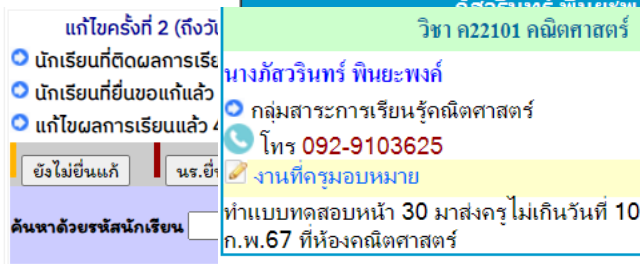 แก้ไขครั้งที่ 2 (ถึงวั
นักเรียนที่ติดผลการเรีย
นักเรียนที่ยื่นขอแก้แล้ว
แก้ไขผลการเรียนแล้ว
ยังไม่ยื่นแก้
นร.ยื่
ค้นหาด้วยรหัสนักเรียน
วิชา ค22101 คณิตศาสตร์
นางภัสวรินทร์ พินยะพงค์
กลุ่มสาระการเรียนรู้คณิตศาสตร์
โทร 092-9103625
งานที่ครูมอบหมาย
ทำแบบทดสอบหน้า 30 มาส่งครูไม่เกินวันที่ 10
ก.พ.67 ที่ห้องคณิตศาสตร์